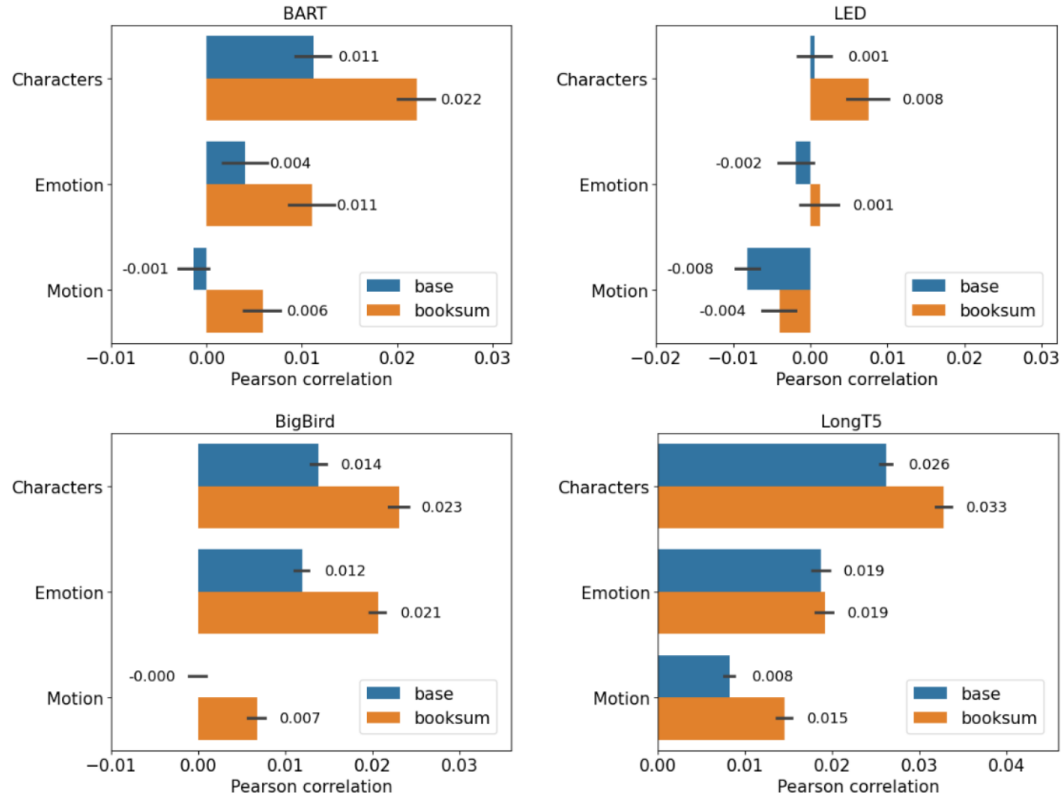 BART
Characters
0.011
0.022
Emotion
0.004
0.011
Motion
-0.001
0.006
base
booksum
−0.01
0.00
0.01
0.02
0.03
Pearson correlation
LED
Characters
0.001
0.008
Emotion
-0.002
0.001
Motion
-0.008
-0.004
base
booksum
−0.02
−0.01
0.00
0.01
0.02
0.03
Pearson correlation
BigBird
Characters
0.014
0.023
Emotion
0.012
0.021
Motion
-0.000
0.007
base
booksum
−0.01
0.00
0.01
0.02
0.03
Pearson correlation
LongT5
Characters
0.026
0.033
Emotion
0.019
0.019
Motion
0.008
0.015
base
booksum
0.00
0.01
0.02
0.03
0.04
Pearson correlation